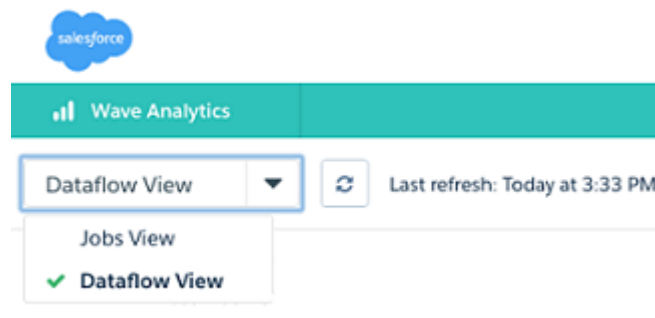 salesforce
Wave Analytics
Dataflow View
Last refresh: Today at 3:33 PM
Jobs View
Dataflow View